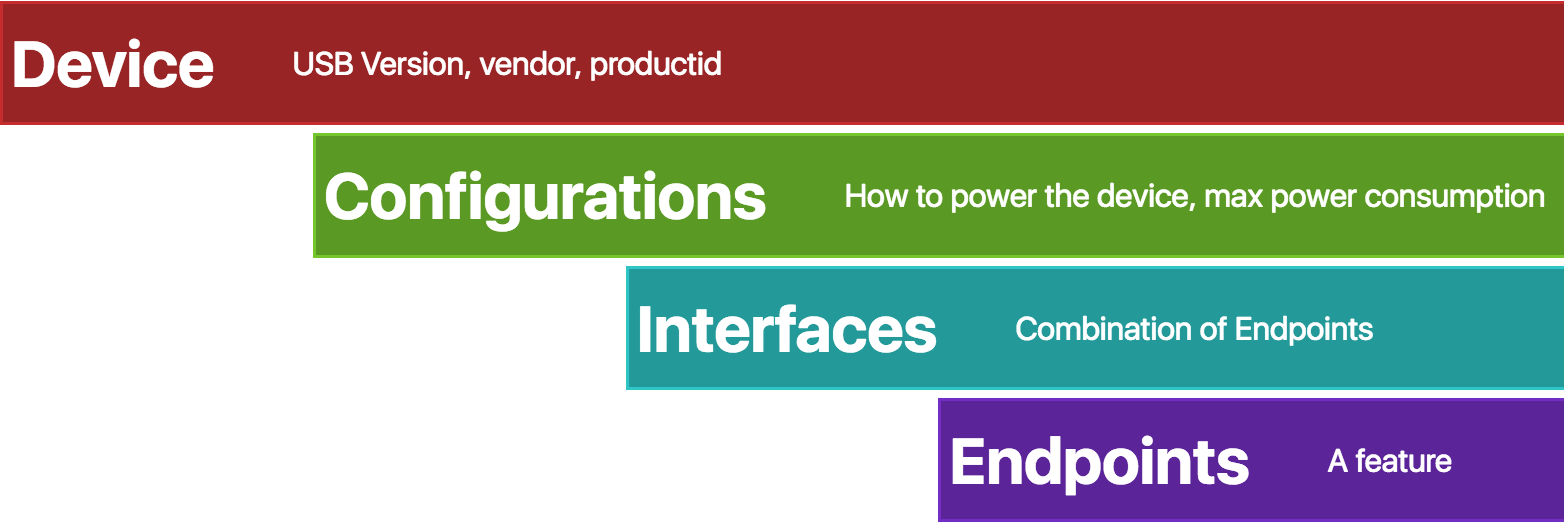 Device USB Version, vendor, productid
Configurations How to power the device, max power consumption
Interfaces Combination of Endpoints
Endpoints A feature